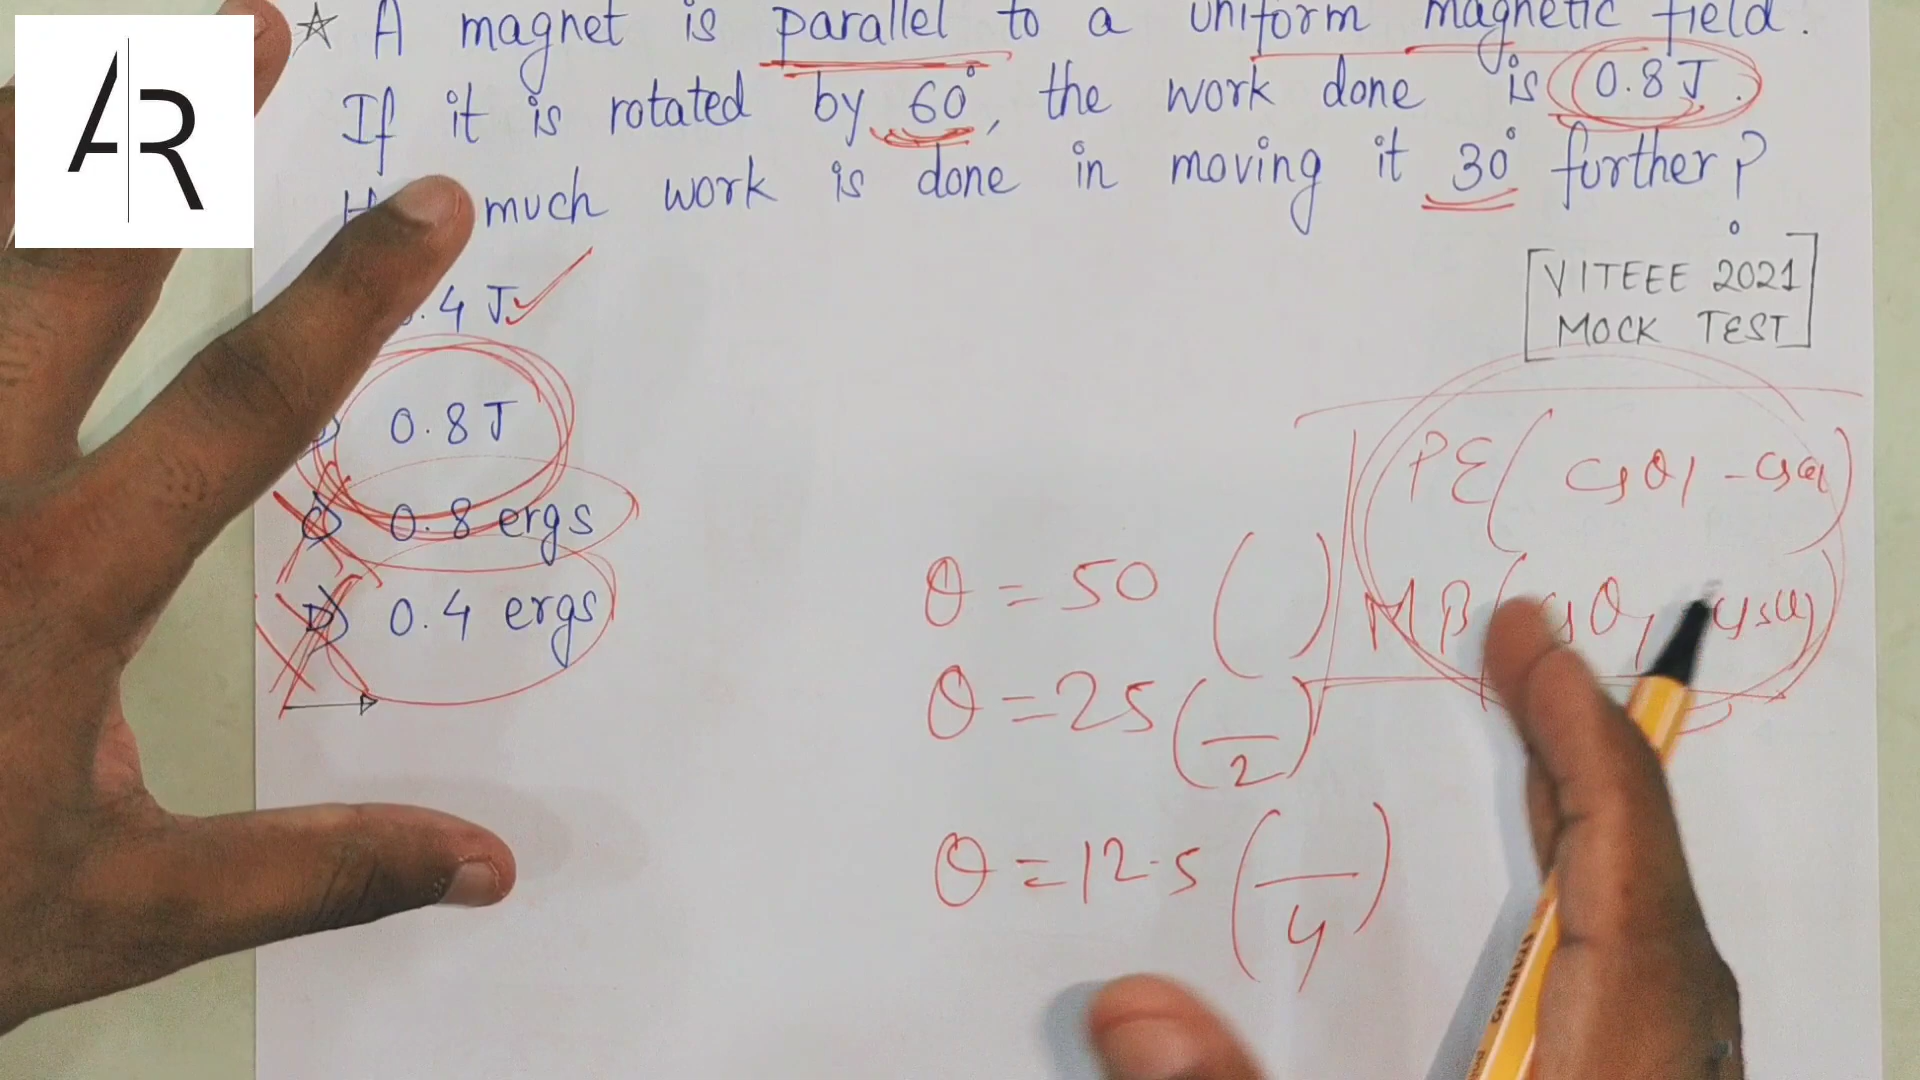 AR
☆ A magnet is parallel to a uniform magnetic field.
If it is rotated by 60°, the work done is 0.8 J.
much work is done in moving it 30° further?
[VITEEE 2021
MOCK TEST]
.4 J
0.8 J
C) 0.8 ergs
D) 0.4 ergs
PE(
MB(
θ = 50 ( )
θ = 25 ( /2)
θ = 12.5 ( /4)